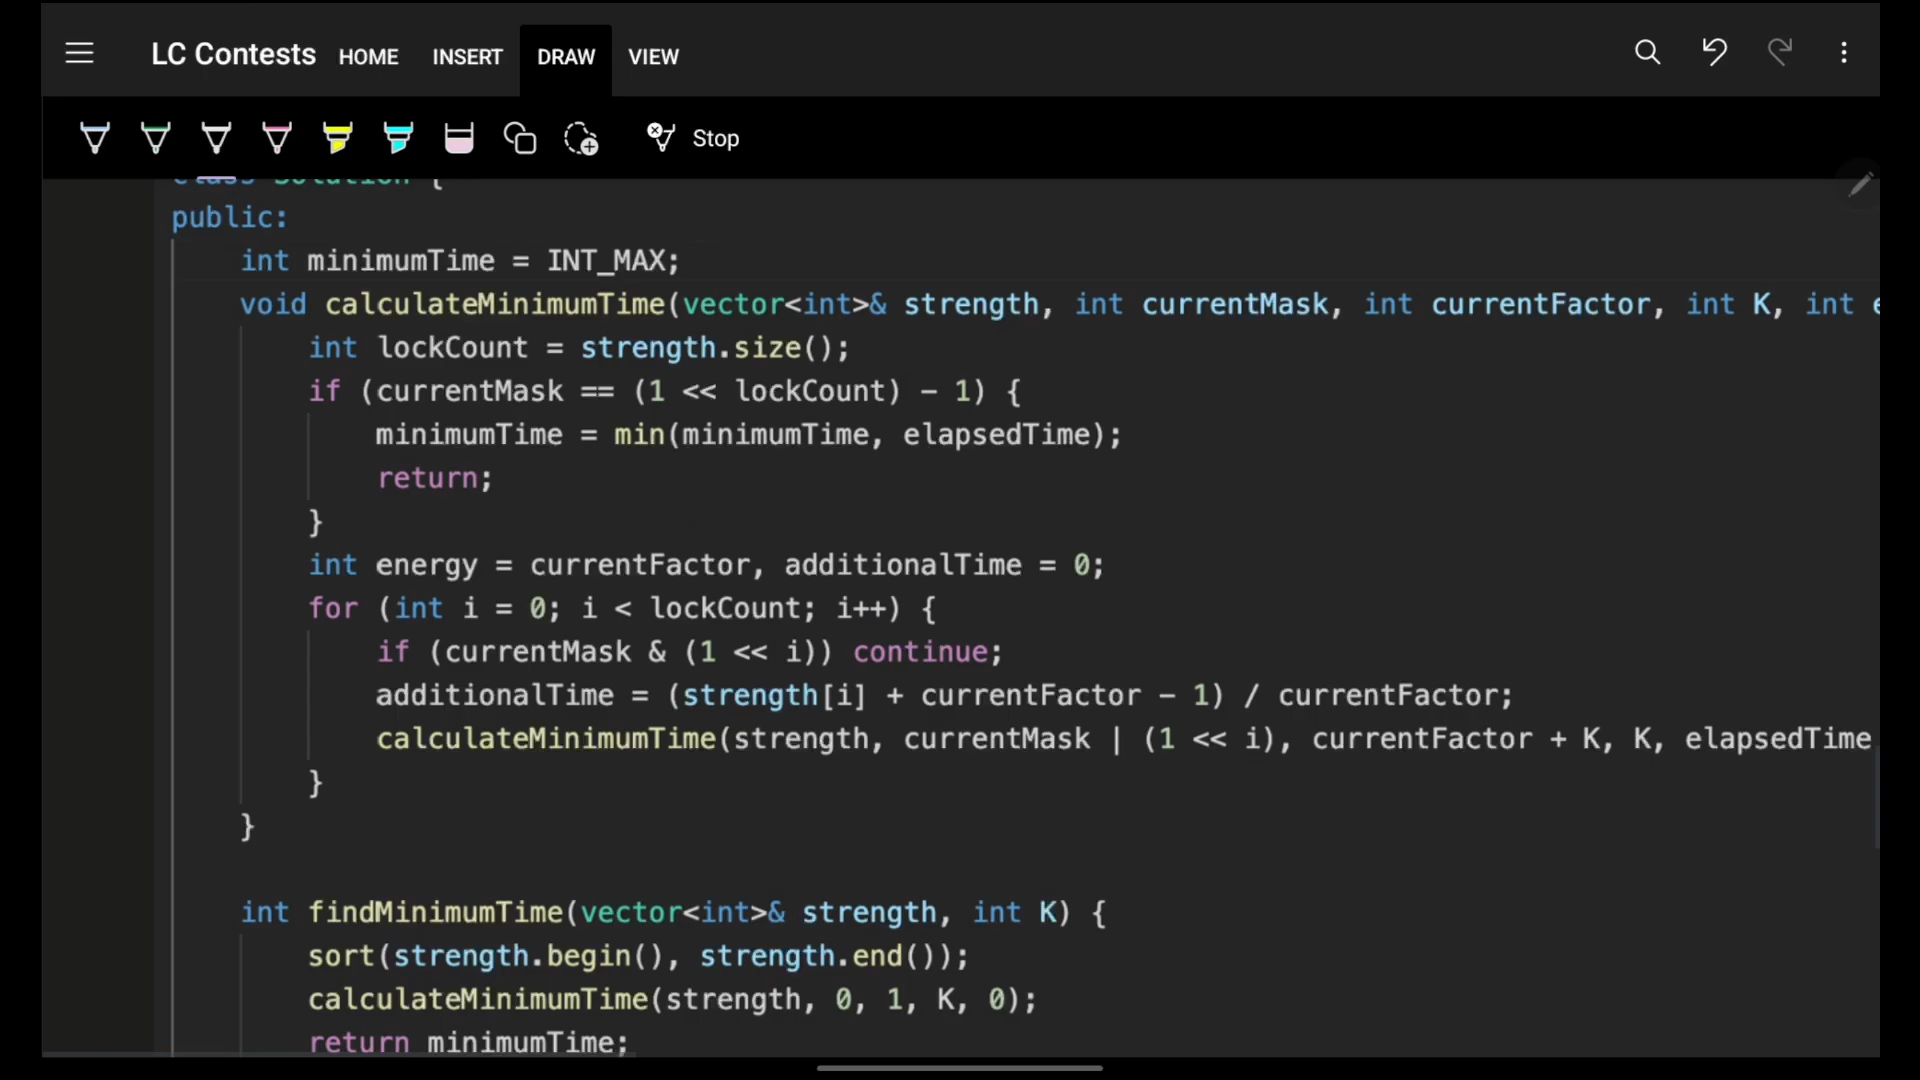 LC Contests HOME INSERT DRAW VIEW
Stop
class Solution {
public:
int minimumTime = INT_MAX;
void calculateMinimumTime(vector<int>& strength, int currentMask, int currentFactor, int K, int e
int lockCount = strength.size();
if (currentMask == (1 << lockCount) - 1) {
minimumTime = min(minimumTime, elapsedTime);
return;
}
int energy = currentFactor, additionalTime = 0;
for (int i = 0; i < lockCount; i++) {
if (currentMask & (1 << i)) continue;
additionalTime = (strength[i] + currentFactor - 1) / currentFactor;
calculateMinimumTime(strength, currentMask | (1 << i), currentFactor + K, K, elapsedTime
}
}
int findMinimumTime(vector<int>& strength, int K) {
sort(strength.begin(), strength.end());
calculateMinimumTime(strength, 0, 1, K, 0);
return minimumTime;